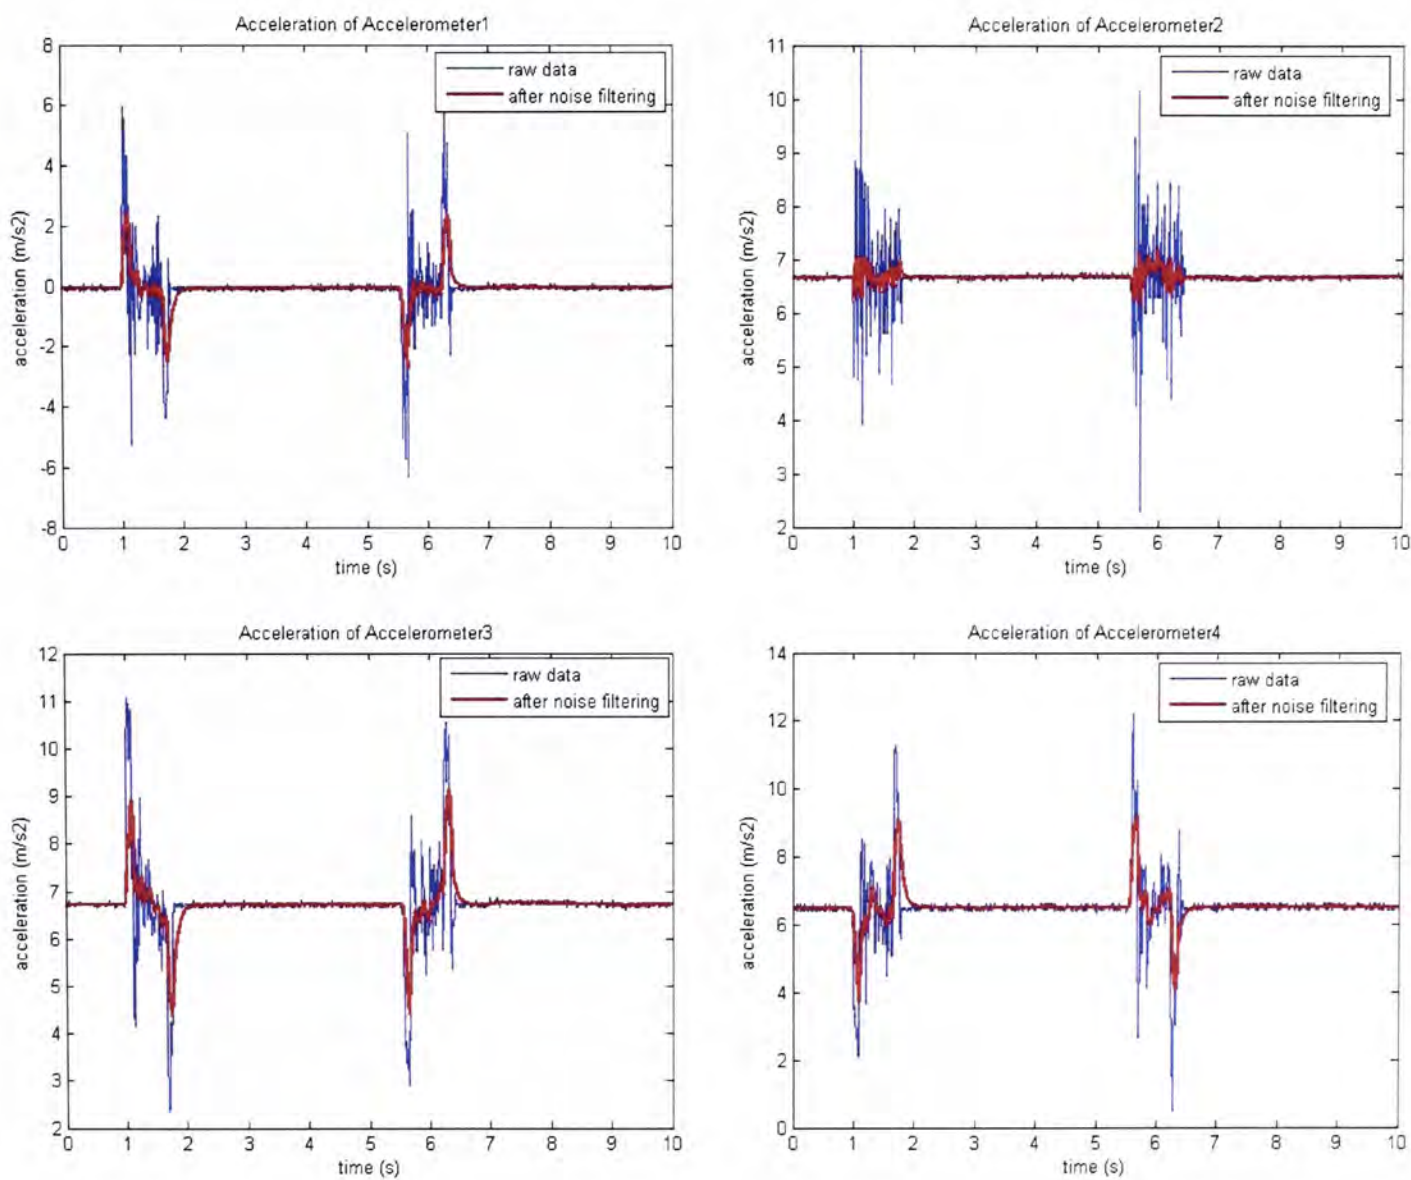 Acceleration of Accelerometer1
8
6
4
2
0
-2
-4
-6
-8
acceleration (m/s2)
raw data
after noise filtering
0 1 2 3 4 5 6 7 8 9 10
time (s)
Acceleration of Accelerometer2
11
10
9
8
7
6
5
4
3
2
acceleration (m/s2)
raw data
after noise filtering
0 1 2 3 4 5 6 7 8 9 10
time (s)
Acceleration of Accelerometer3
12
11
10
9
8
7
6
5
4
3
2
acceleration (m/s2)
raw data
after noise filtering
0 1 2 3 4 5 6 7 8 9 10
time (s)
Acceleration of Accelerometer4
14
12
10
8
6
4
2
0
acceleration (m/s2)
raw data
after noise filtering
0 1 2 3 4 5 6 7 8 9 10
time (s)